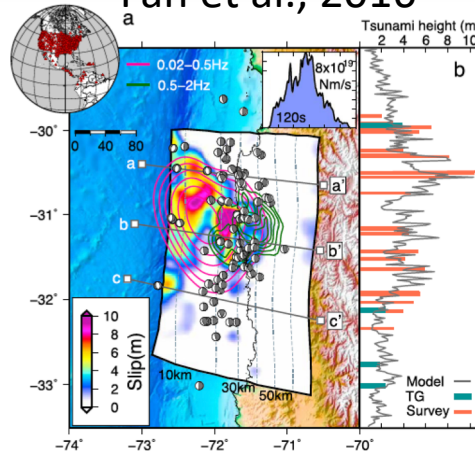 Fan et al., 2016
a
Tsunami height (m)
2 4 6 8 10
b
0.02–0.5Hz
0.5–2Hz
8x10^19
Nm/s
120s
−30°
0 40 80
a
a'
−31°
b
b'
c
−32°
c'
10
8
6
4
2
0
Slip(m)
10km
30km
50km
−33°
Model
TG
Survey
−74° −73° −72° −71° −70°